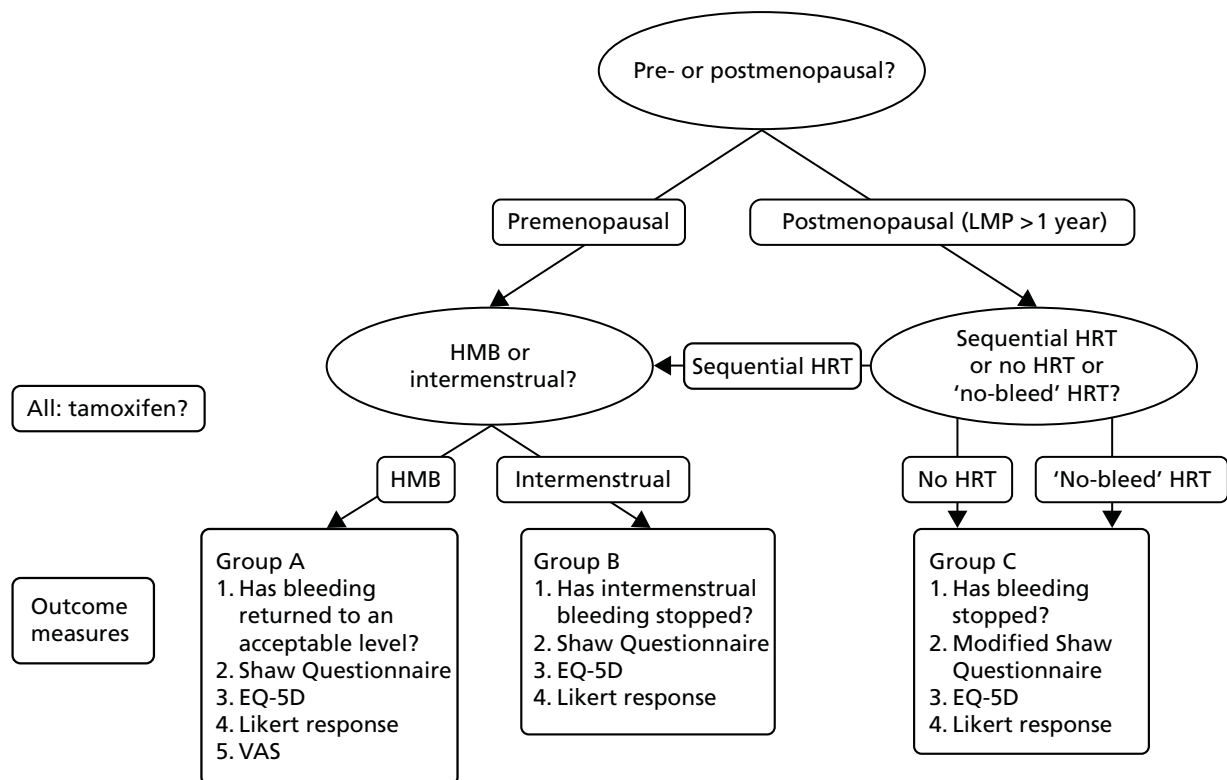 Pre- or postmenopausal?
Premenopausal
Postmenopausal (LMP >1 year)
HMB or
intermenstrual?
Sequential HRT
Sequential HRT
or no HRT or
‘no-bleed’ HRT?
All: tamoxifen?
HMB
Intermenstrual
No HRT
‘No-bleed’ HRT
Outcome
measures
Group A
1. Has bleeding
returned to an
acceptable level?
2. Shaw Questionnaire
3. EQ-5D
4. Likert response
5. VAS
Group B
1. Has intermenstrual
bleeding stopped?
2. Shaw Questionnaire
3. EQ-5D
4. Likert response
Group C
1. Has bleeding
stopped?
2. Modified Shaw
Questionnaire
3. EQ-5D
4. Likert response